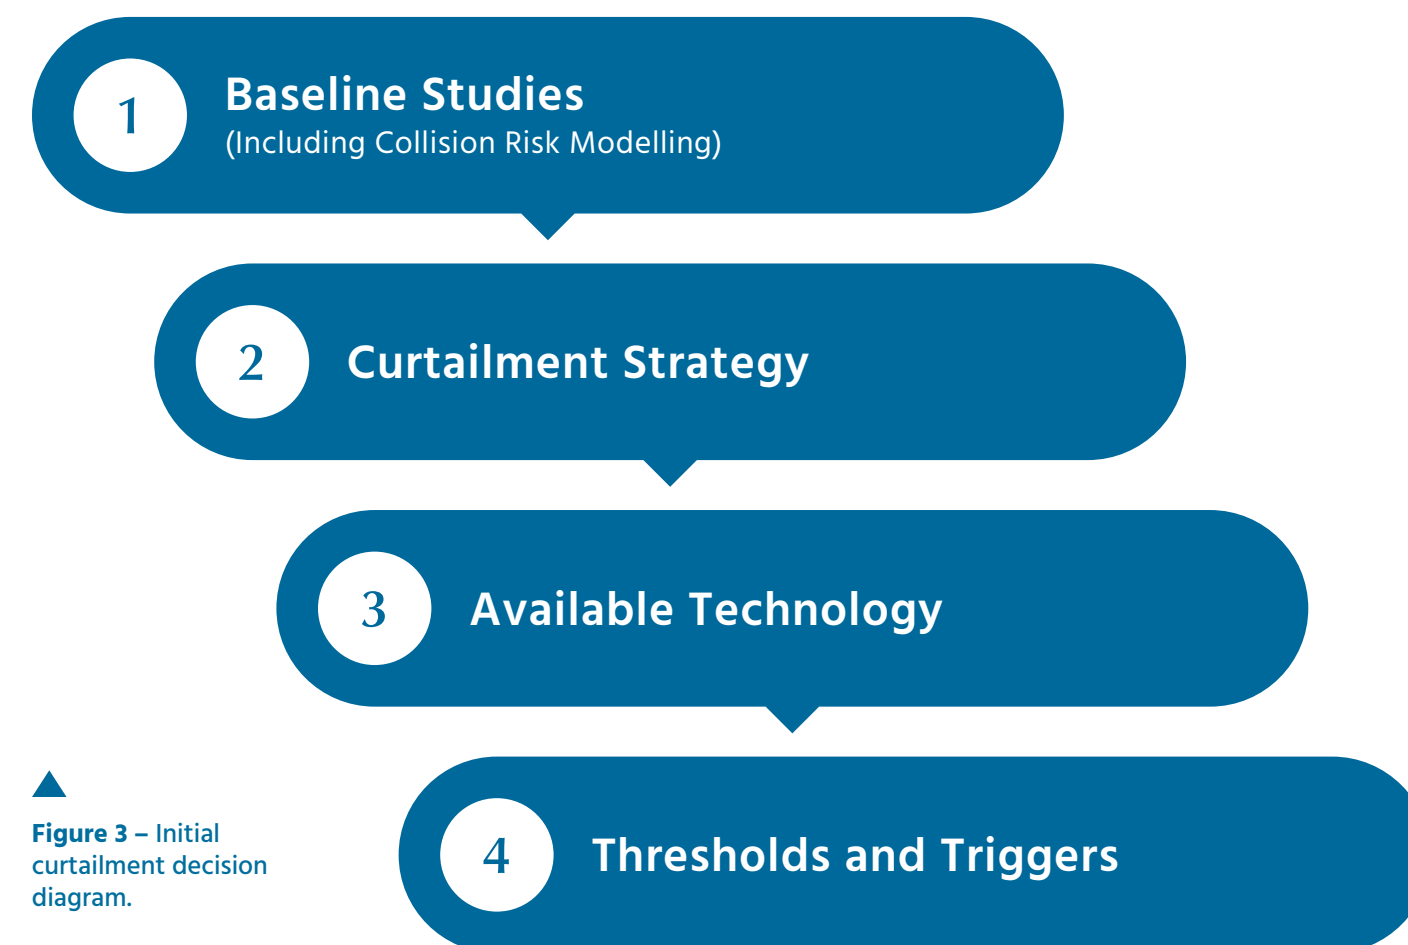 1
Baseline Studies
(Including Collision Risk Modelling)
2
Curtailment Strategy
3
Available Technology
4
Thresholds and Triggers
Figure 3 – Initial
curtailment decision
diagram.